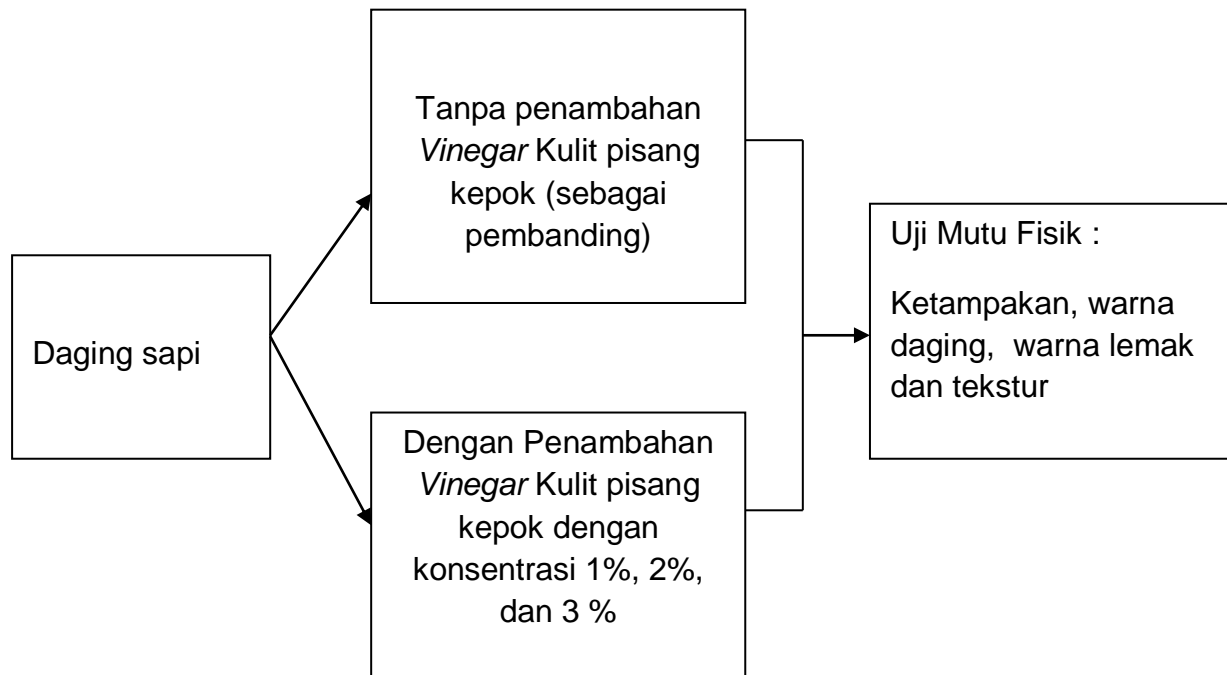 Daging sapi
Tanpa penambahan
Vinegar Kulit pisang
kepok (sebagai
pembanding)
Dengan Penambahan
Vinegar Kulit pisang
kepok dengan
konsentrasi 1%, 2%,
dan 3 %
Uji Mutu Fisik :
Ketampakan, warna
daging,  warna lemak
dan tekstur